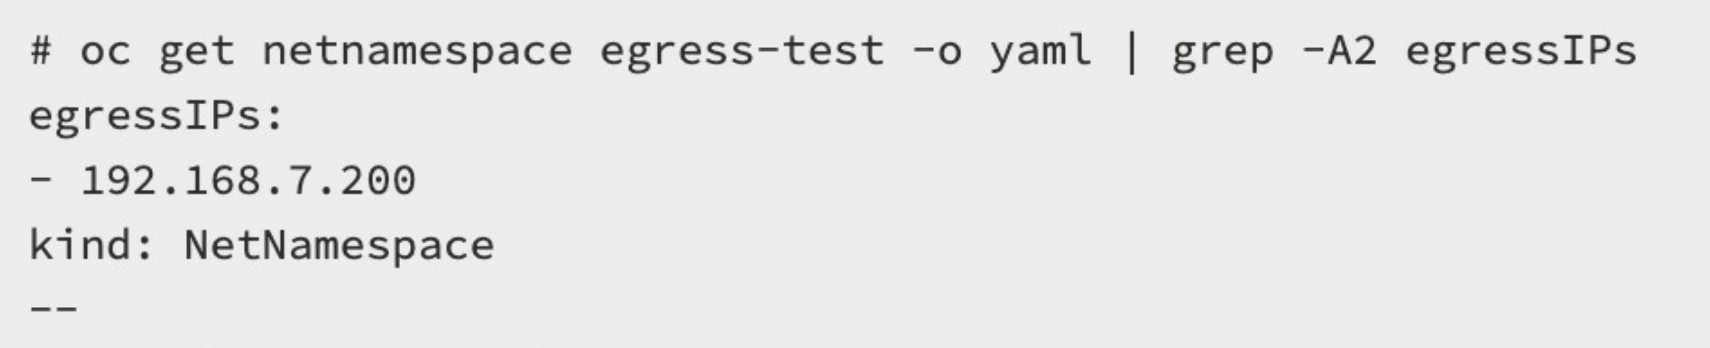 # oc get netnamespace egress-test -o yaml | grep -A2 egressIPs
egressIPs:
- 192.168.7.200
kind: NetNamespace
--